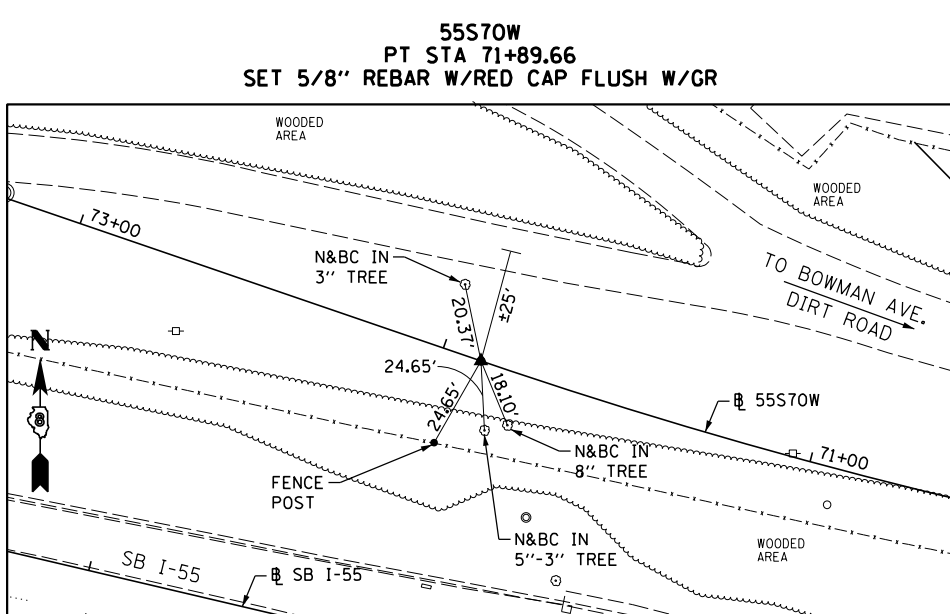 55S70W
PT STA 71+89.66
SET 5/8" REBAR W/RED CAP FLUSH W/GR
WOODED
AREA
WOODED
AREA
73+00
N&BC IN
3" TREE
20.37'
±25'
TO BOWMAN AVE.
DIRT ROAD
N
8
24.65'
24.65'
18.10'
℄ 55S70W
71+00
N&BC IN
8" TREE
FENCE
POST
N&BC IN
5"-3" TREE
WOODED
AREA
SB I-55
℄ SB I-55